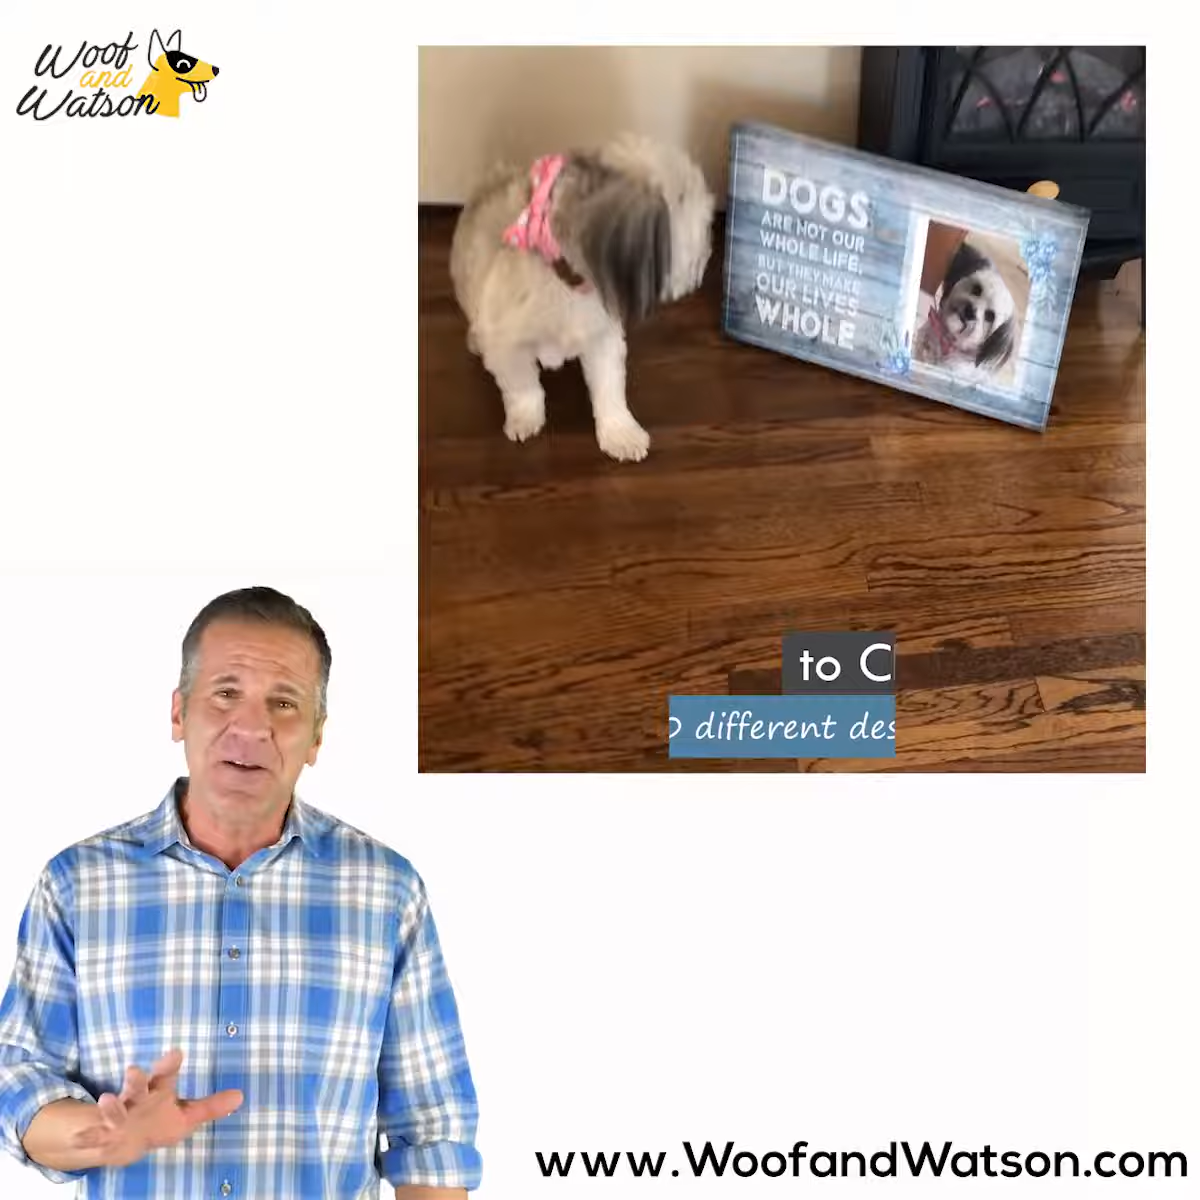 Woof
and
Watson
DOGS
ARE NOT OUR
WHOLE LIFE,
BUT THEY MAKE
OUR LIVES
WHOLE
to C
different des
www.WoofandWatson.com